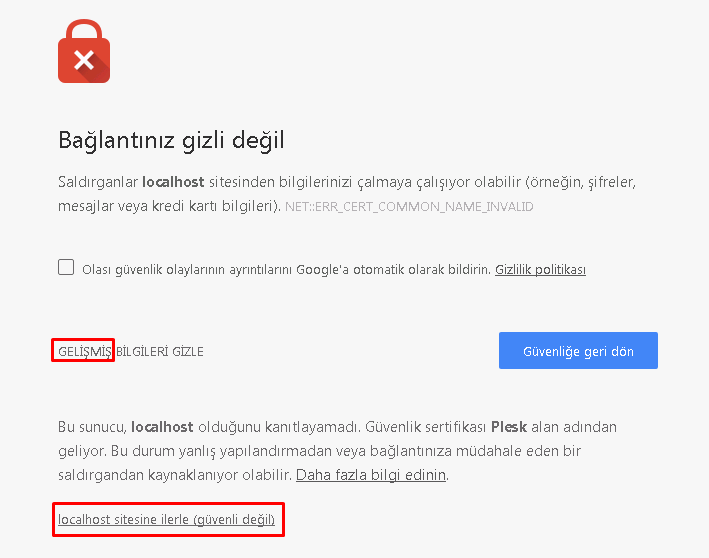 Bağlantınız gizli değil
Saldırganlar localhost sitesinden bilgilerinizi çalmaya çalışıyor olabilir (örneğin, şifreler,
mesajlar veya kredi kartı bilgileri). NET::ERR_CERT_COMMON_NAME_INVALID
Olası güvenlik olaylarının ayrıntılarını Google'a otomatik olarak bildirin. Gizlilik politikası
GELİŞMİŞ BİLGİLERİ GİZLE
Güvenliğe geri dön
Bu sunucu, localhost olduğunu kanıtlayamadı. Güvenlik sertifikası Plesk alan adından
geliyor. Bu durum yanlış yapılandırmadan veya bağlantınıza müdahale eden bir
saldırgandan kaynaklanıyor olabilir. Daha fazla bilgi edinin.
localhost sitesine ilerle (güvenli değil)